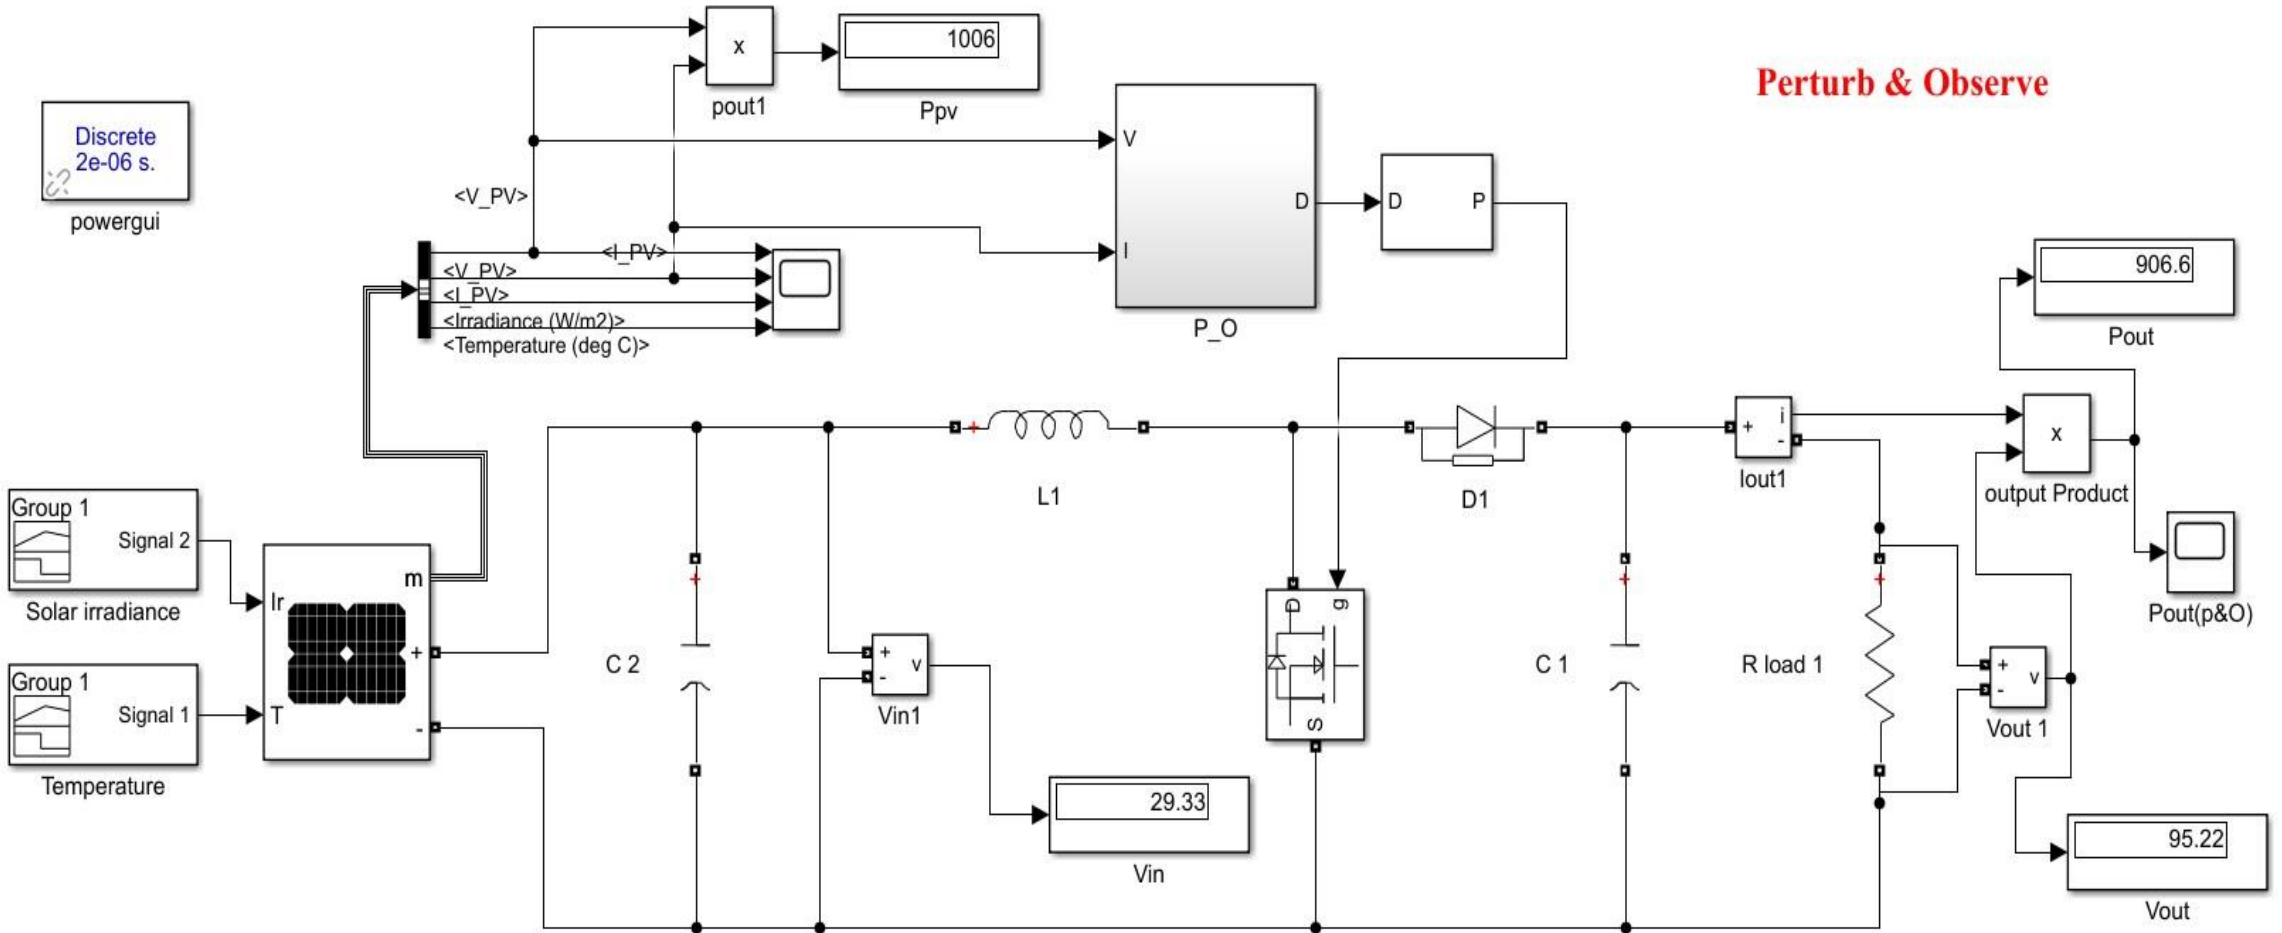 Perturb & Observe
x
pout1
1006
Ppv
Discrete
2e-06 s.
powergui
<V_PV>
V
I
D
P_O
D
P
<I_PV>
<V_PV>
<I_PV>
<Irradiance (W/m2)>
<Temperature (deg C)>
906.6
Pout
x
output Product
Pout(p&O)
+
i
-
Iout1
L1
D1
Group 1
Signal 2
Solar irradiance
Group 1
Signal 1
Temperature
Ir
T
m
+
-
+
C 2
+
-
v
Vin1
29.33
Vin
D
g
S
+
C 1
+
R load 1
+
-
v
Vout 1
95.22
Vout
+